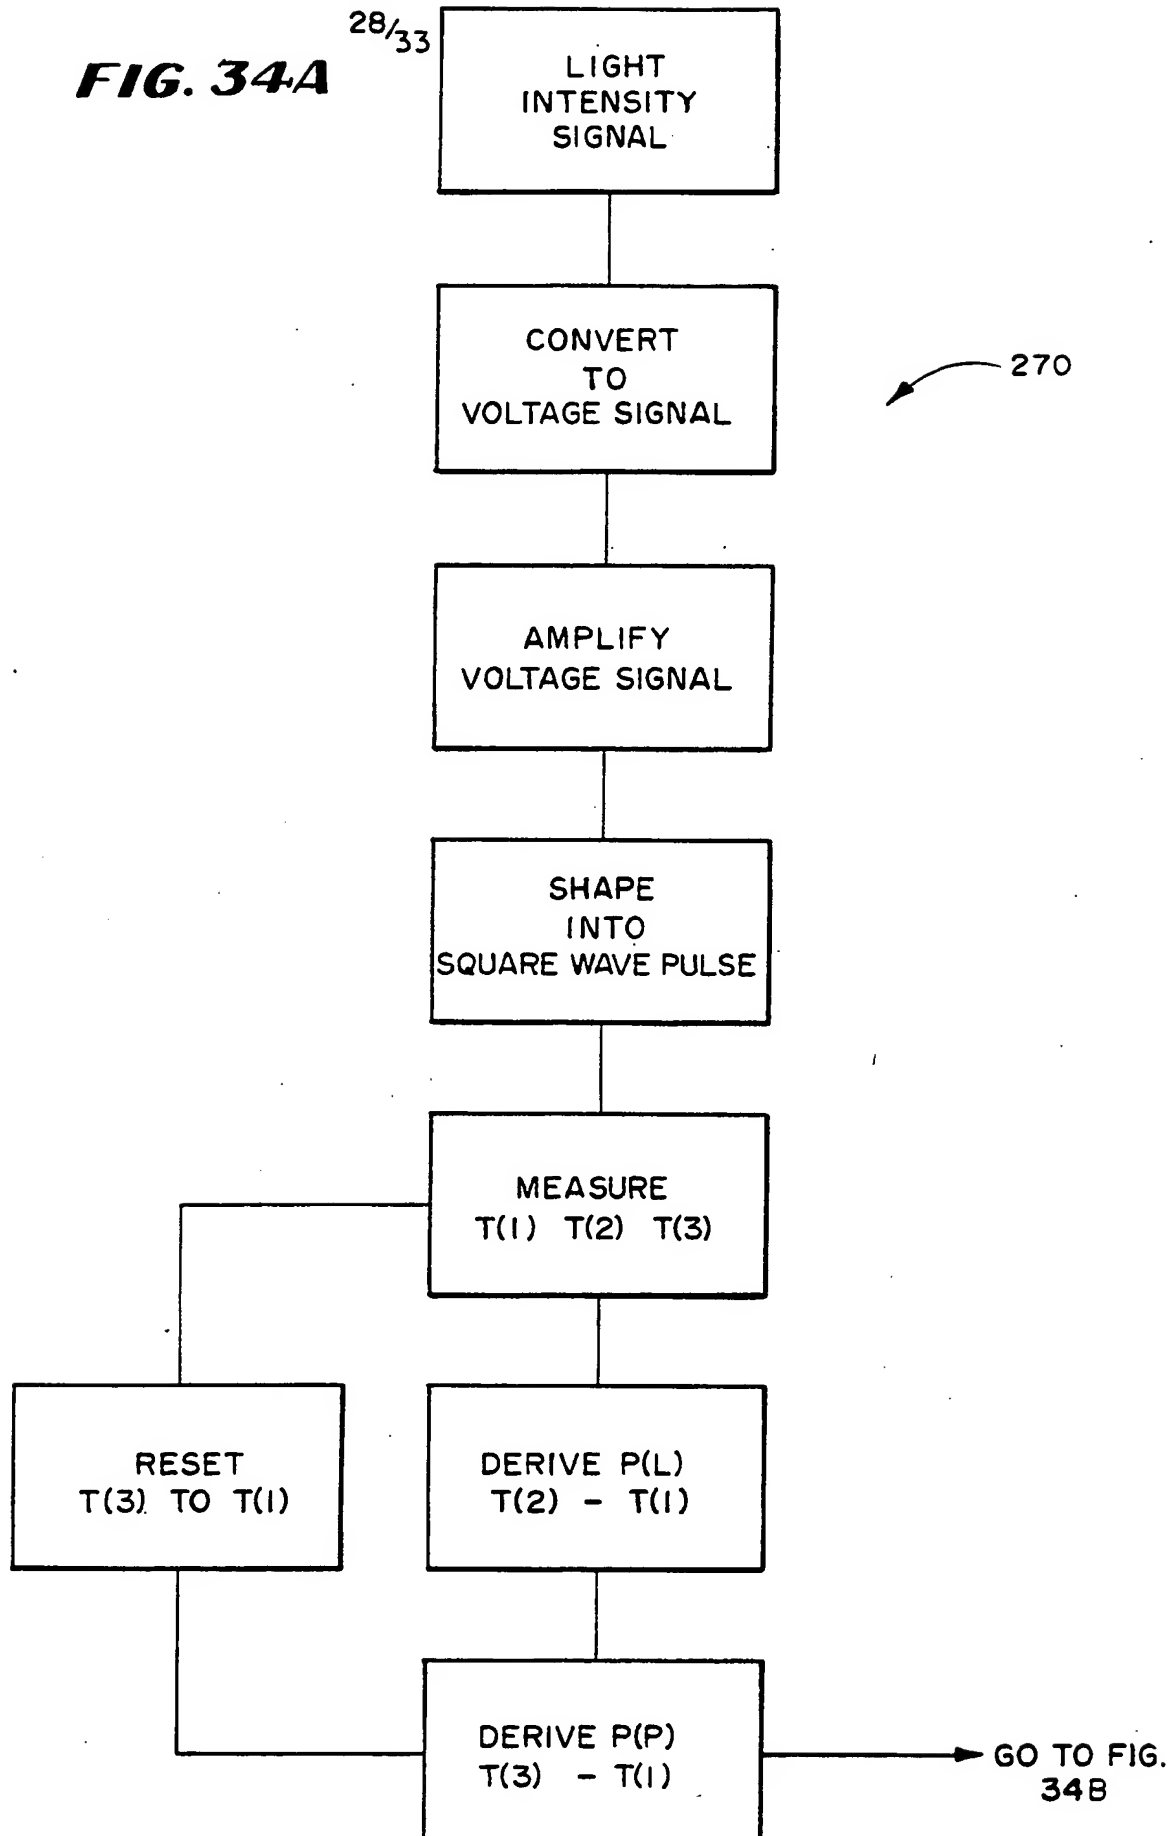 28/33
FIG. 34A
LIGHT
INTENSITY
SIGNAL
CONVERT
TO
VOLTAGE SIGNAL
270
AMPLIFY
VOLTAGE SIGNAL
SHAPE
INTO
SQUARE WAVE PULSE
MEASURE
T(1) T(2) T(3)
RESET
T(3) TO T(1)
DERIVE P(L)
T(2) - T(1)
DERIVE P(P)
T(3) - T(1)
GO TO FIG.
34B